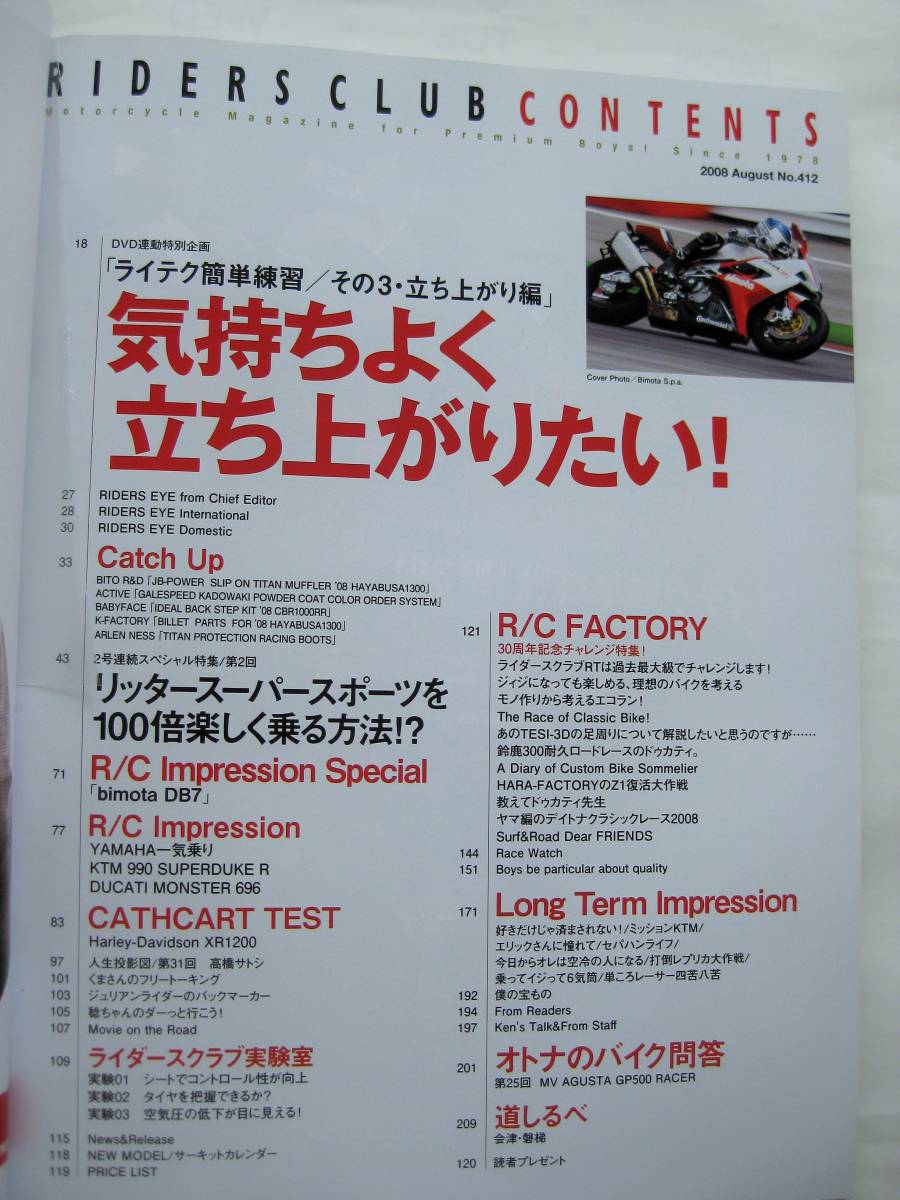 RIDERS CLUB CONTENTS
Motorcycle Magazine for Premium Boys! Since 1978
2008 August No.412
Cover Photo／Bimota S.p.a.
18 DVD連動特別企画
「ライテク簡単練習／その3・立ち上がり編」
気持ちよく
立ち上がりたい！
27 RIDERS EYE from Chief Editor
28 RIDERS EYE International
30 RIDERS EYE Domestic
33 Catch Up
BITO R&D「JB-POWER SLIP ON TITAN MUFFLER '08 HAYABUSA1300」
ACTIVE「GALESPEED KADOWAKI POWDER COAT COLOR ORDER SYSTEM」
BABYFACE「IDEAL BACK STEP KIT '08 CBR1000RR」
K-FACTORY「BILLET PARTS FOR '08 HAYABUSA1300」
ARLEN NESS「TITAN PROTECTION RACING BOOTS」
43 2号連続スペシャル特集/第2回
リッタースーパースポーツを
100倍楽しく乗る方法!?
71 R/C Impression Special
「bimota DB7」
77 R/C Impression
YAMAHA一気乗り
KTM 990 SUPERDUKE R
DUCATI MONSTER 696
83 CATHCART TEST
Harley-Davidson XR1200
97 人生投影図/第31回 高橋サトシ
101 くまさんのフリートーキング
103 ジュリアンライダーのバックマーカー
105 稔ちゃんのダーっと行こう!
107 Movie on the Road
109 ライダースクラブ実験室
実験01 シートでコントロール性が向上
実験02 タイヤを把握できるか?
実験03 空気圧の低下が目に見える!
115 News&Release
118 NEW MODEL/サーキットカレンダー
119 PRICE LIST
121 R/C FACTORY
30周年記念チャレンジ特集!
ライダースクラブRTは過去最大級でチャレンジします!
ジィジになっても楽しめる、理想のバイクを考える
モノ作りから考えるエコラン!
The Race of Classic Bike!
あのTESI-3Dの足周りについて解説したいと思うのですが……
鈴鹿300耐久ロードレースのドゥカティ。
A Diary of Custom Bike Sommelier
HARA-FACTORYのZ1復活大作戦
教えてドゥカティ先生
ヤマ編のデイトナクラシックレース2008
Surf&Road Dear FRIENDS
144 Race Watch
151 Boys be particular about quality
171 Long Term Impression
好きだけじゃ済まされない!/ミッションKTM/
エリックさんに憧れて/セパハンライフ/
今日からオレは空冷の人になる/打倒レプリカ大作戦/
乗ってイジって6気筒/単ころレーサー四苦八苦
192 僕の宝もの
194 From Readers
197 Ken's Talk&From Staff
201 オトナのバイク問答
第25回 MV AGUSTA GP500 RACER
209 道しるべ
会津・磐梯
120 読者プレゼント